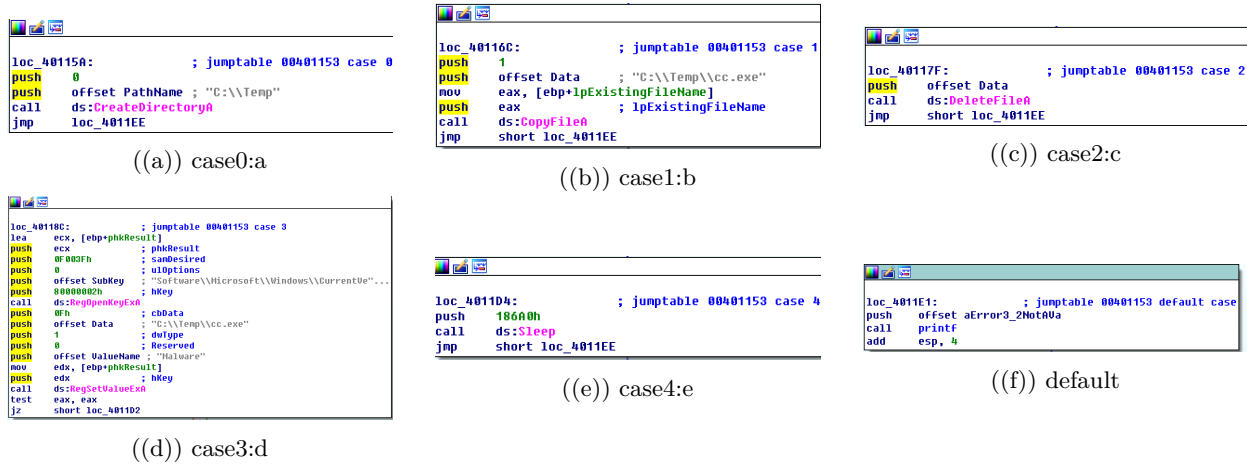 loc_40115A: ; jumptable 00401153 case 0
push 0
push offset PathName ; "C:\\Temp"
call ds:CreateDirectoryA
jmp loc_4011EE
((a)) case0:a
loc_40116C: ; jumptable 00401153 case 1
push 1
push offset Data ; "C:\\Temp\\cc.exe"
mov eax, [ebp+lpExistingFileName]
push eax ; lpExistingFileName
call ds:CopyFileA
jmp short loc_4011EE
((b)) case1:b
loc_40117F: ; jumptable 00401153 case 2
push offset Data
call ds:DeleteFileA
jmp short loc_4011EE
((c)) case2:c
loc_40118C: ; jumptable 00401153 case 3
lea ecx, [ebp+phkResult]
push ecx ; phkResult
push 0F003Fh ; samDesired
push 0 ; ulOptions
push offset SubKey ; "Software\\Microsoft\\Windows\\CurrentVe"...
push 80000002h ; hKey
call ds:RegOpenKeyExA
push 0Fh ; cbData
push offset Data ; "C:\\Temp\\cc.exe"
push 1 ; dwType
push 0 ; Reserved
push offset ValueName ; "Malware"
mov edx, [ebp+phkResult]
push edx ; hKey
call ds:RegSetValueExA
test eax, eax
jz short loc_4011D2
((d)) case3:d
loc_4011D4: ; jumptable 00401153 case 4
push 186A0h
call ds:Sleep
jmp short loc_4011EE
((e)) case4:e
loc_4011E1: ; jumptable 00401153 default case
push offset aError3_2NotAVa
call printf
add esp, 4
((f)) default